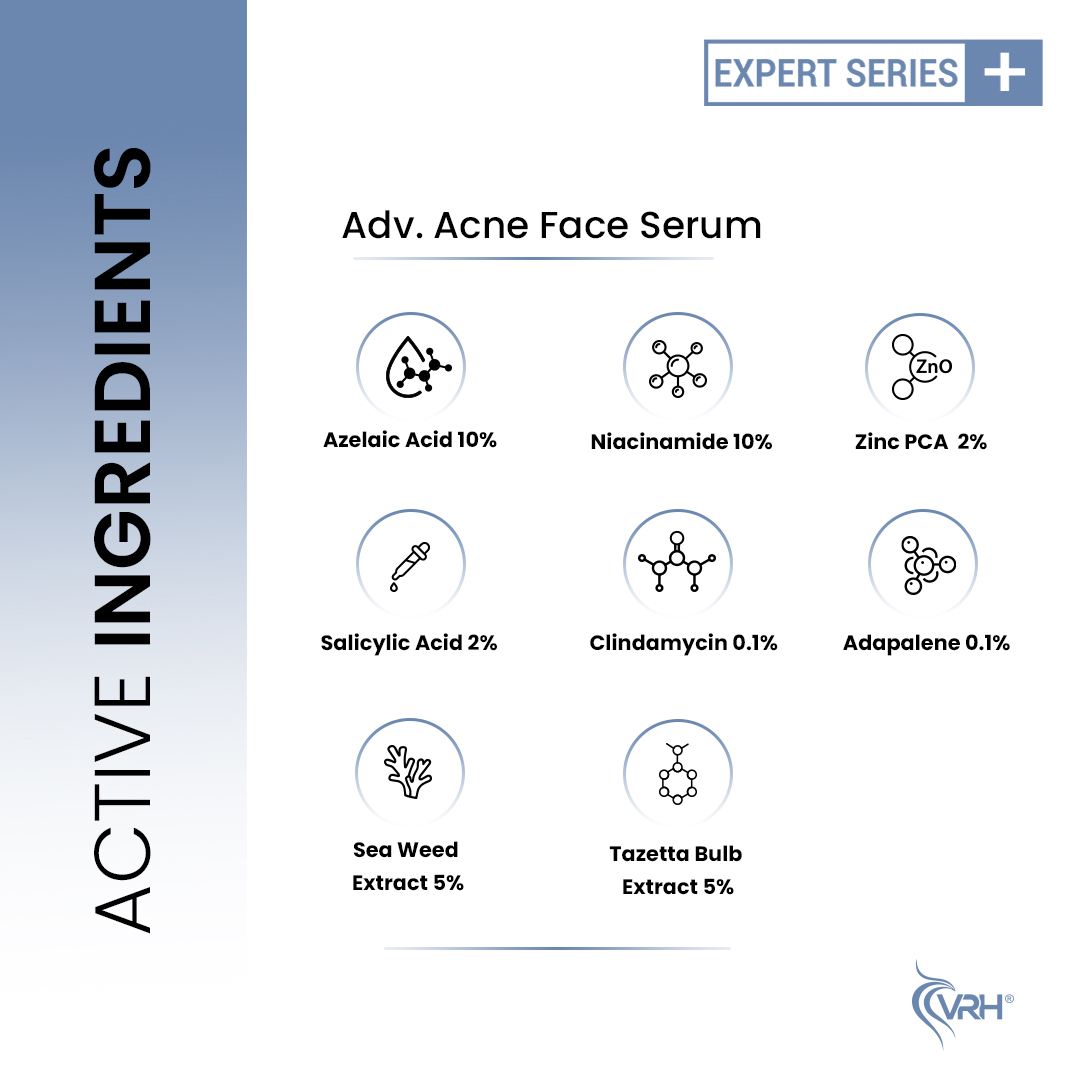 EXPERT SERIES +
ACTIVE INGREDIENTS
Adv. Acne Face Serum
ZnO
Azelaic Acid 10%
Niacinamide 10%
Zinc PCA 2%
Salicylic Acid 2%
Clindamycin 0.1%
Adapalene 0.1%
Sea Weed
Extract 5%
Tazetta Bulb
Extract 5%
VRH®